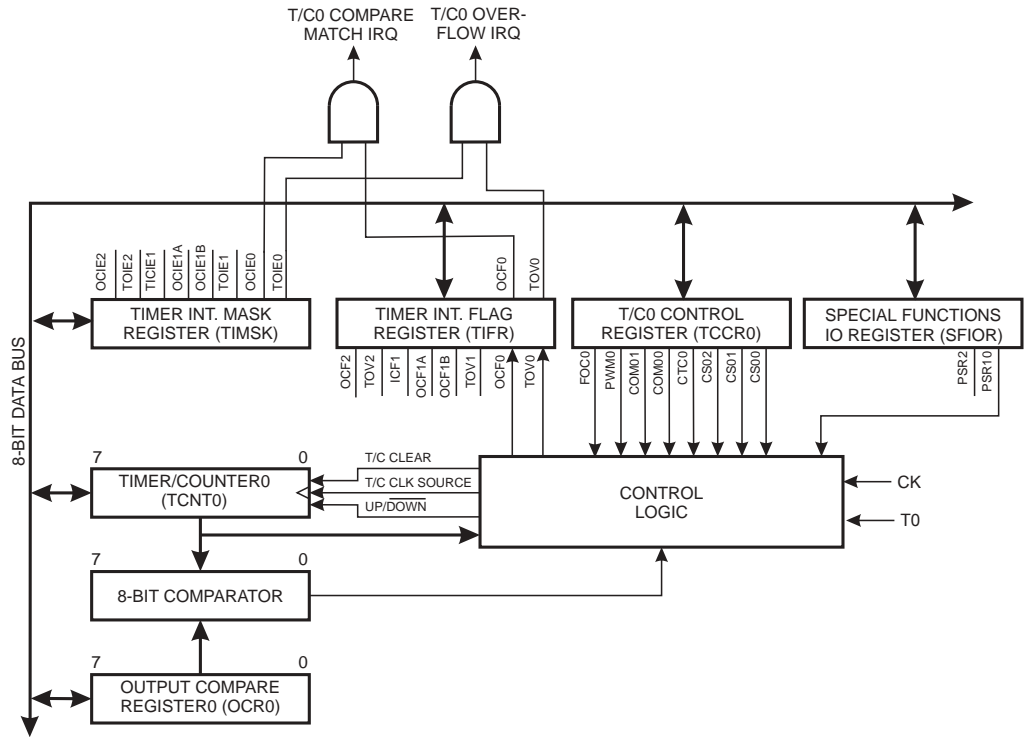 T/C0 COMPARE
MATCH IRQ
T/C0 OVER-
FLOW IRQ
8-BIT DATA BUS
OCIE2
TOIE2
TICIE1
OCIE1A
OCIE1B
TOIE1
OCIE0
TOIE0
OCF0
TOV0
TIMER INT. MASK
REGISTER (TIMSK)
TIMER INT. FLAG
REGISTER (TIFR)
T/C0 CONTROL
REGISTER (TCCR0)
SPECIAL FUNCTIONS
IO REGISTER (SFIOR)
OCF2
TOV2
ICF1
OCF1A
OCF1B
TOV1
OCF0
TOV0
FOC0
PWM0
COM01
COM00
CTC0
CS02
CS01
CS00
PSR2
PSR10
7
0
TIMER/COUNTER0
(TCNT0)
T/C CLEAR
T/C CLK SOURCE
UP/DOWN
CONTROL
LOGIC
CK
T0
7
0
8-BIT COMPARATOR
7
0
OUTPUT COMPARE
REGISTER0 (OCR0)